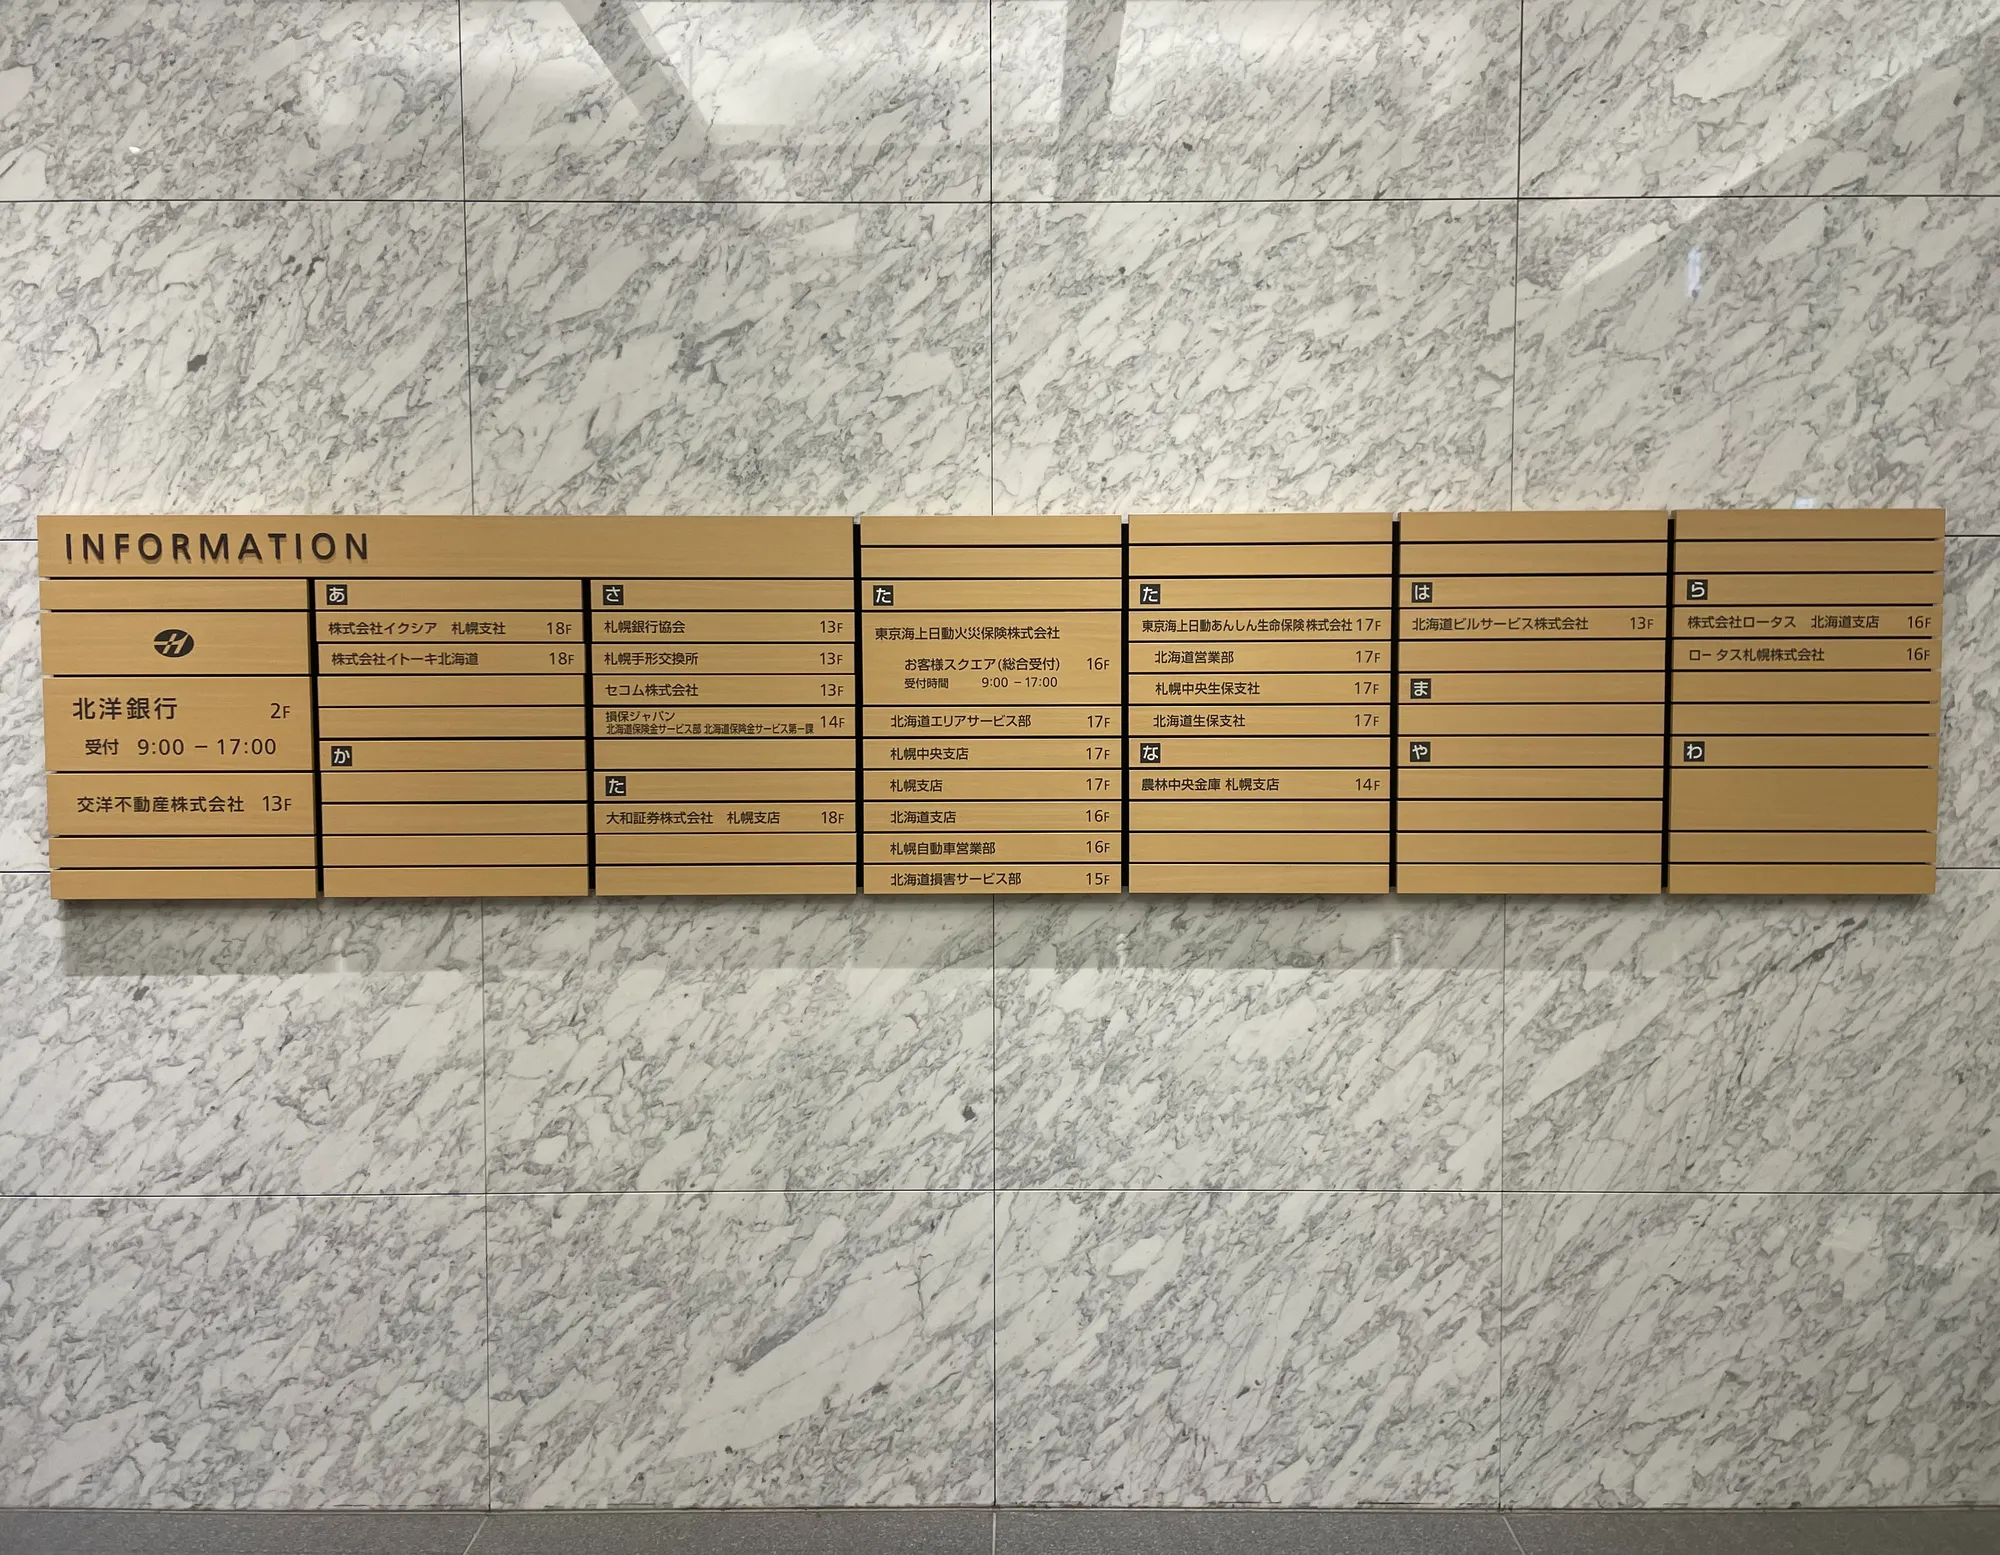 INFORMATION
北洋銀行 2F
受付 9:00 − 17:00
交洋不動産株式会社 13F
あ
株式会社イクシア 札幌支社 18F
株式会社イトーキ北海道 18F
か
さ
札幌銀行協会 13F
札幌手形交換所 13F
セコム株式会社 13F
損保ジャパン
北海道保険金サービス部 北海道保険金サービス第一課 14F
た
大和証券株式会社 札幌支店 18F
た
東京海上日動火災保険株式会社
お客様スクエア(総合受付) 16F
受付時間 9:00 − 17:00
北海道エリアサービス部 17F
札幌中央支店 17F
札幌支店 17F
北海道支店 16F
札幌自動車営業部 16F
北海道損害サービス部 15F
た
東京海上日動あんしん生命保険株式会社 17F
北海道営業部 17F
札幌中央生保支社 17F
北海道生保支社 17F
な
農林中央金庫 札幌支店 14F
は
北海道ビルサービス株式会社 13F
ま
や
ら
株式会社ロータス 北海道支店 16F
ロータス札幌株式会社 16F
わ